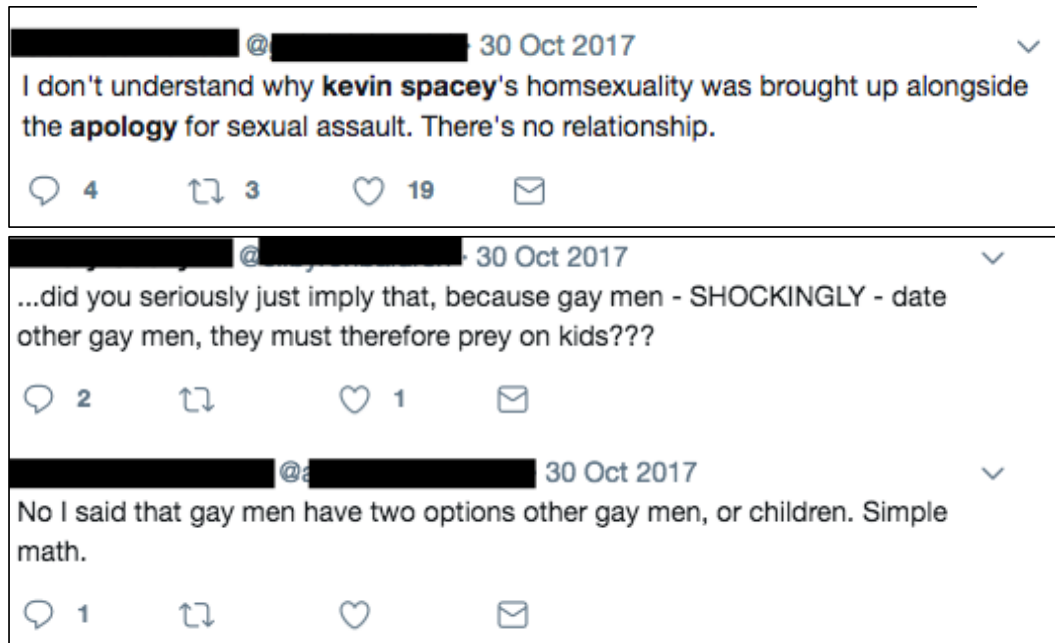 @ 30 Oct 2017
I don't understand why kevin spacey's homsexuality was brought up alongside
the apology for sexual assault. There's no relationship.
4 3 19
@ · 30 Oct 2017
...did you seriously just imply that, because gay men - SHOCKINGLY - date
other gay men, they must therefore prey on kids???
2 1
@ 30 Oct 2017
No I said that gay men have two options other gay men, or children. Simple
math.
1